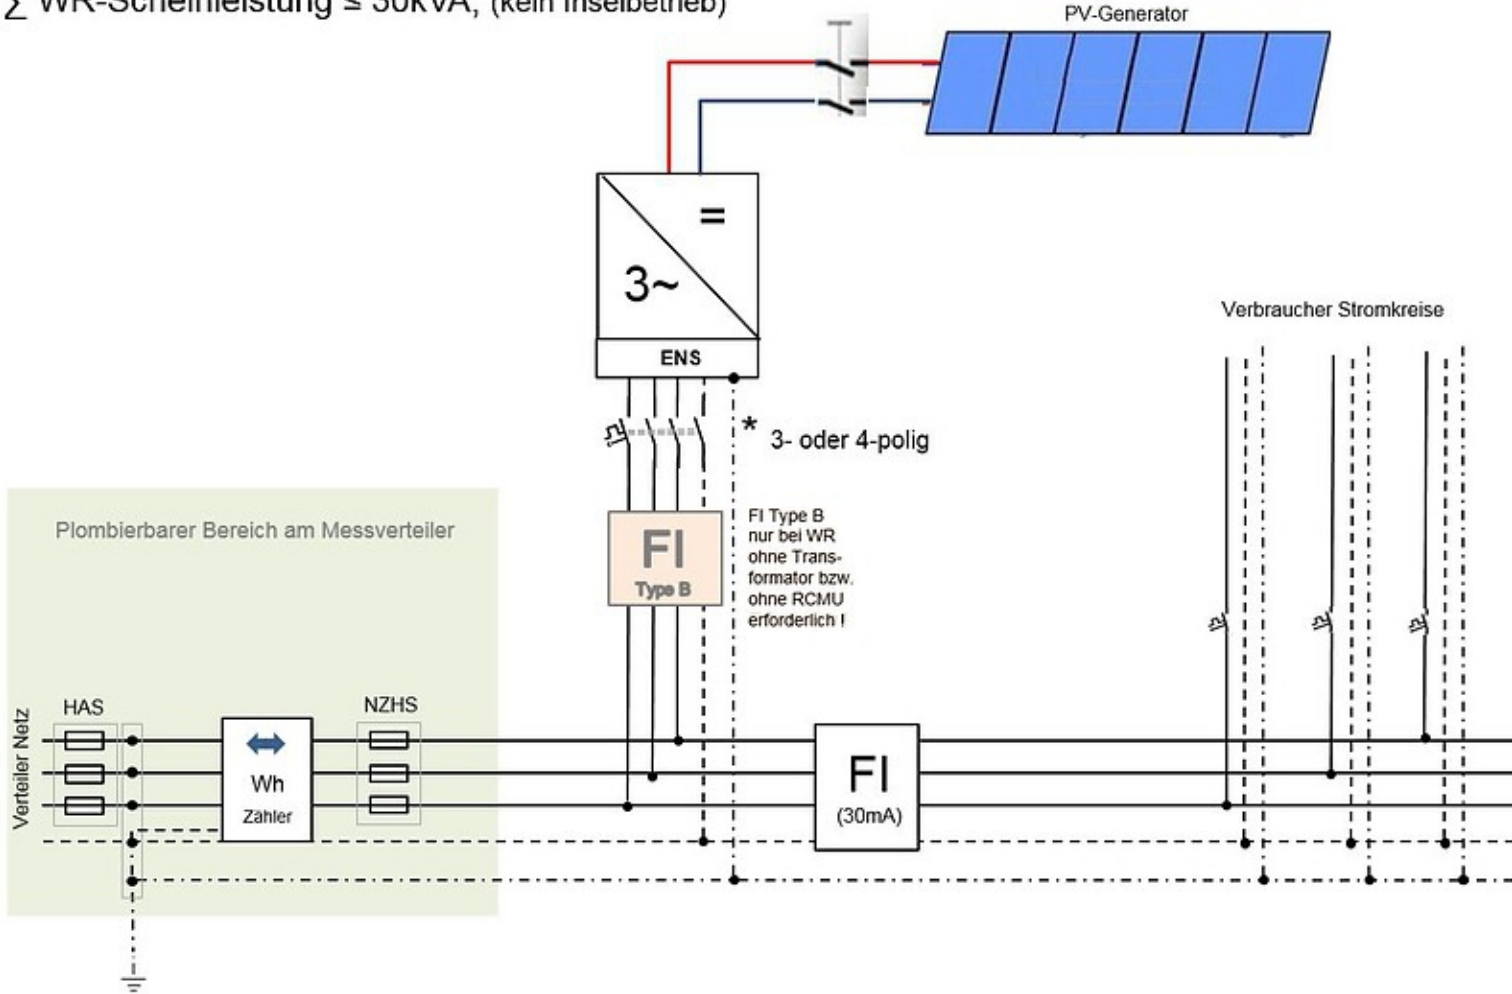 ∑ WR-Scheinleistung ≤ 30kVA, (kein Inselbetrieb)
PV-Generator
=
3~
ENS
Verbraucher Stromkreise
* 3- oder 4-polig
Plombierbarer Bereich am Messverteiler
FI
Type B
FI Type B
nur bei WR
ohne Trans-
formator bzw.
ohne RCMU
erforderlich !
HAS
NZHS
Verteiler Netz
Wh
Zähler
FI
(30mA)